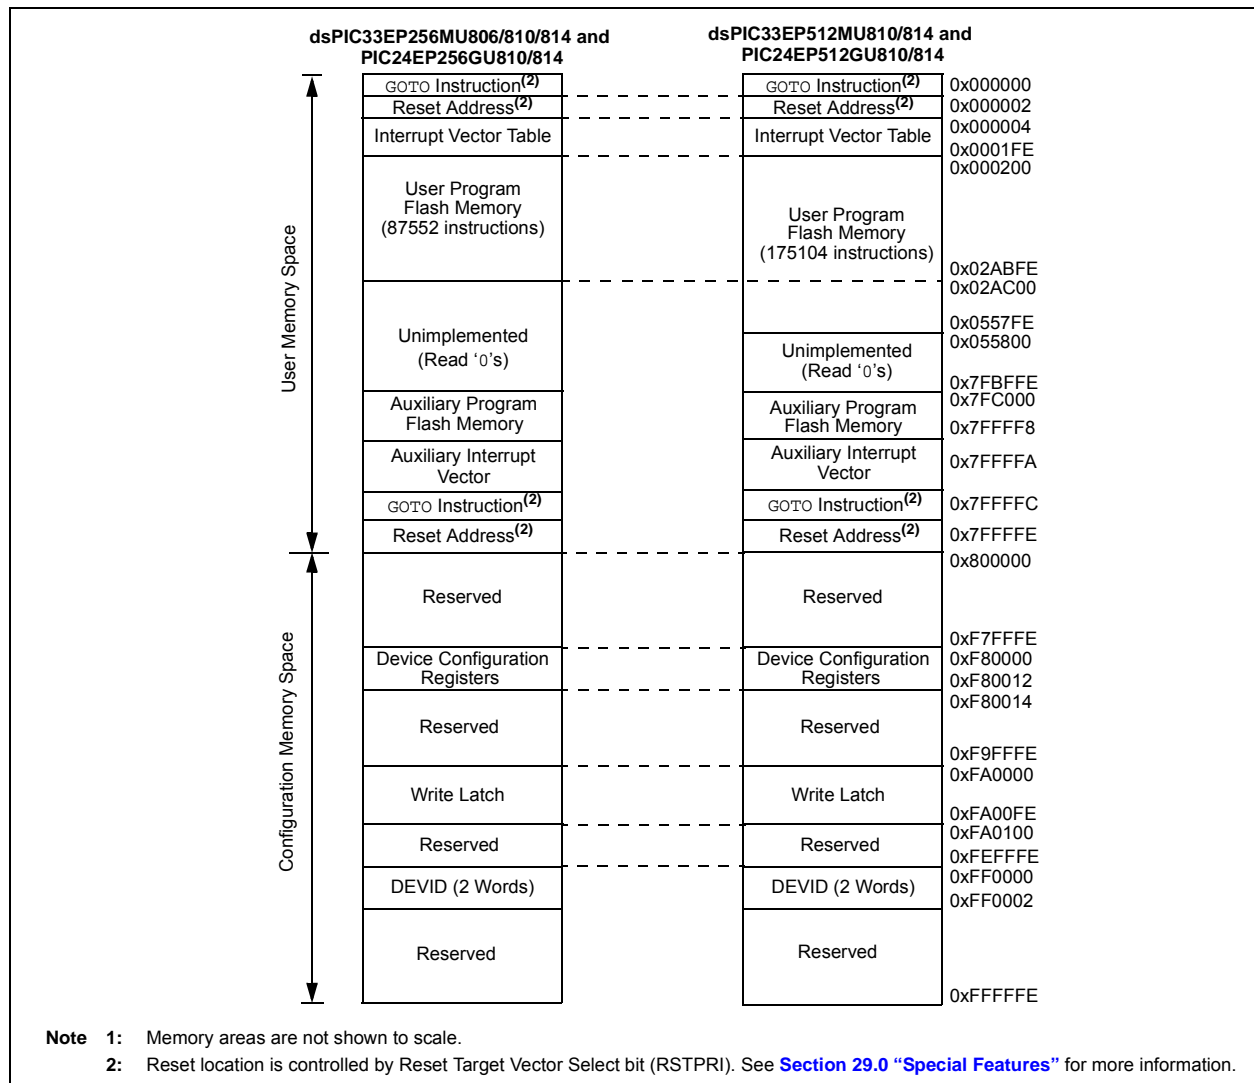 dsPIC33EP256MU806/810/814 and
PIC24EP256GU810/814
dsPIC33EP512MU810/814 and
PIC24EP512GU810/814
User Memory Space
Configuration Memory Space
GOTO Instruction(2)
Reset Address(2)
Interrupt Vector Table
User Program
Flash Memory
(87552 instructions)
Unimplemented
(Read ‘0’s)
Auxiliary Program
Flash Memory
Auxiliary Interrupt
Vector
GOTO Instruction(2)
Reset Address(2)
Reserved
Device Configuration
Registers
Reserved
Write Latch
Reserved
DEVID (2 Words)
Reserved
GOTO Instruction(2)
Reset Address(2)
Interrupt Vector Table
User Program
Flash Memory
(175104 instructions)
Unimplemented
(Read ‘0’s)
Auxiliary Program
Flash Memory
Auxiliary Interrupt
Vector
GOTO Instruction(2)
Reset Address(2)
Reserved
Device Configuration
Registers
Reserved
Write Latch
Reserved
DEVID (2 Words)
Reserved
0x000000
0x000002
0x000004
0x0001FE
0x000200
0x02ABFE
0x02AC00
0x0557FE
0x055800
0x7FBFFE
0x7FC000
0x7FFFF8
0x7FFFFA
0x7FFFFC
0x7FFFFE
0x800000
0xF7FFFE
0xF80000
0xF80012
0xF80014
0xF9FFFE
0xFA0000
0xFA00FE
0xFA0100
0xFEFFFE
0xFF0000
0xFF0002
0xFFFFFE
Note 1: Memory areas are not shown to scale.
2: Reset location is controlled by Reset Target Vector Select bit (RSTPRI). See Section 29.0 “Special Features” for more information.